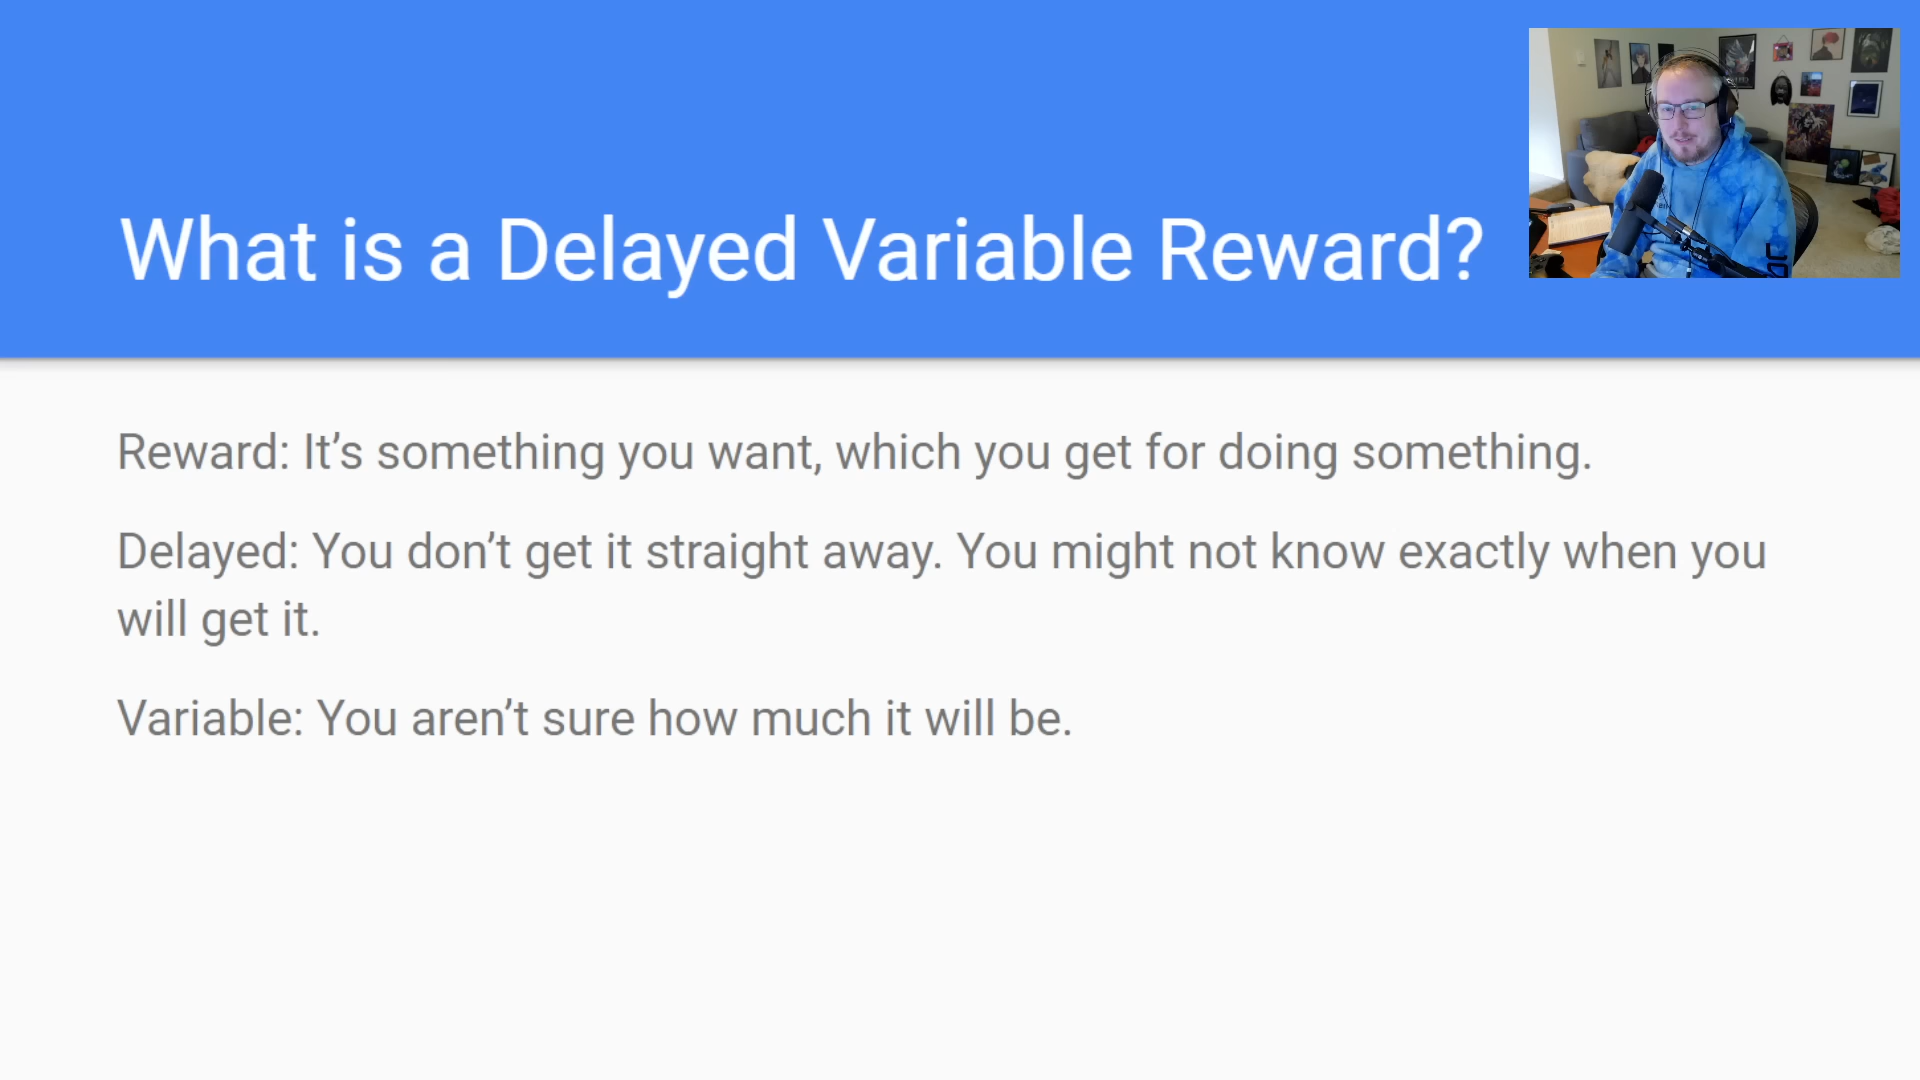 What is a Delayed Variable Reward?
Reward: It’s something you want, which you get for doing something.
Delayed: You don’t get it straight away. You might not know exactly when you
will get it.
Variable: You aren’t sure how much it will be.